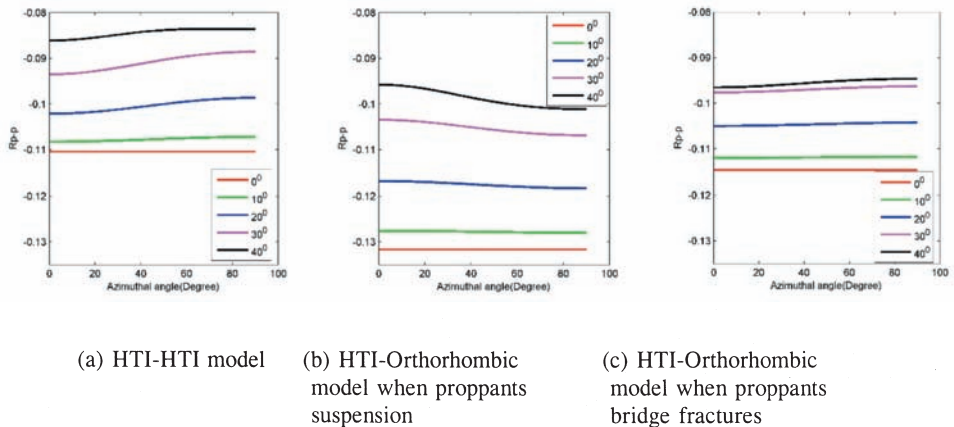 -0.08
-0.09
-0.1
-0.11
-0.12
-0.13
Rp-p
0⁰
10⁰
20⁰
30⁰
40⁰
0 20 40 60 80 100
Azimuthal angle(Degree)
-0.08
-0.09
-0.1
-0.11
-0.12
-0.13
0⁰
10⁰
20⁰
30⁰
40⁰
0 20 40 60 80 100
Azimuthal angle(Degree)
-0.08
-0.09
-0.1
-0.11
-0.12
-0.13
0⁰
10⁰
20⁰
30⁰
40⁰
0 20 40 60 80 100
Azimuthal angle(Degree)
(a) HTI-HTI model
(b) HTI-Orthorhombic
model when proppants
suspension
(c) HTI-Orthorhombic
model when proppants
bridge fractures